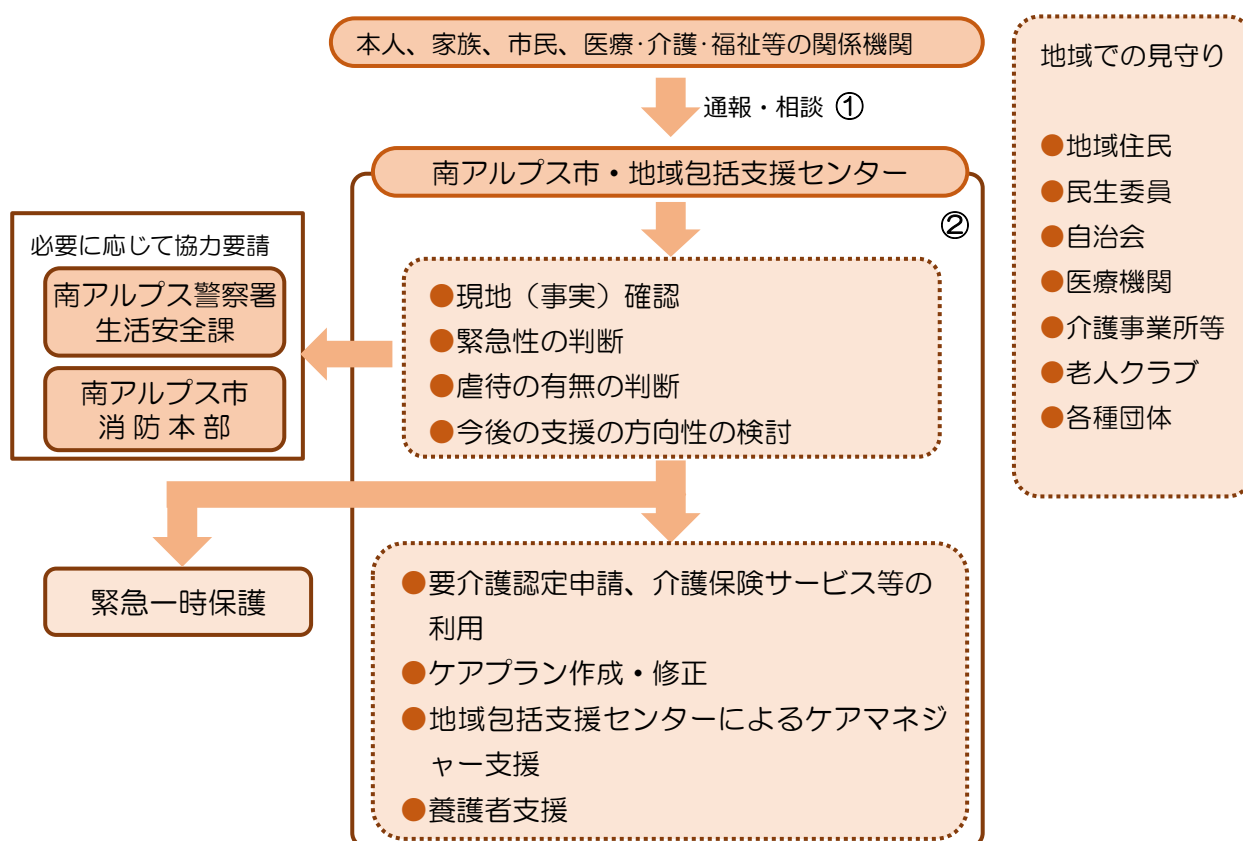 本人、家族、市民、医療･介護･福祉等の関係機関
通報・相談 ①
南アルプス市・地域包括支援センター
②
●現地（事実）確認
●緊急性の判断
●虐待の有無の判断
●今後の支援の方向性の検討
必要に応じて協力要請
南アルプス警察署
生活安全課
南アルプス市
消 防 本 部
緊急一時保護
●要介護認定申請、介護保険サービス等の
利用
●ケアプラン作成・修正
●地域包括支援センターによるケアマネジ
ャー支援
●養護者支援
地域での見守り
●地域住民
●民生委員
●自治会
●医療機関
●介護事業所等
●老人クラブ
●各種団体